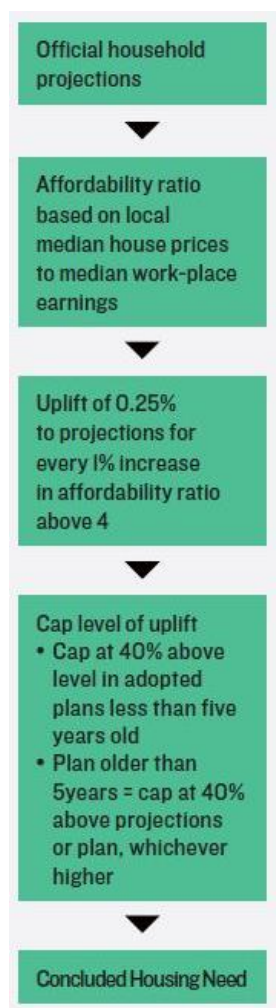 Official household
projections
Affordability ratio
based on local
median house prices
to median work-place
earnings
Uplift of 0.25%
to projections for
every 1% increase
in affordability ratio
above 4
Cap level of uplift
• Cap at 40% above
level in adopted
plans less than five
years old
• Plan older than
5years = cap at 40%
above projections
or plan, whichever
higher
Concluded Housing Need